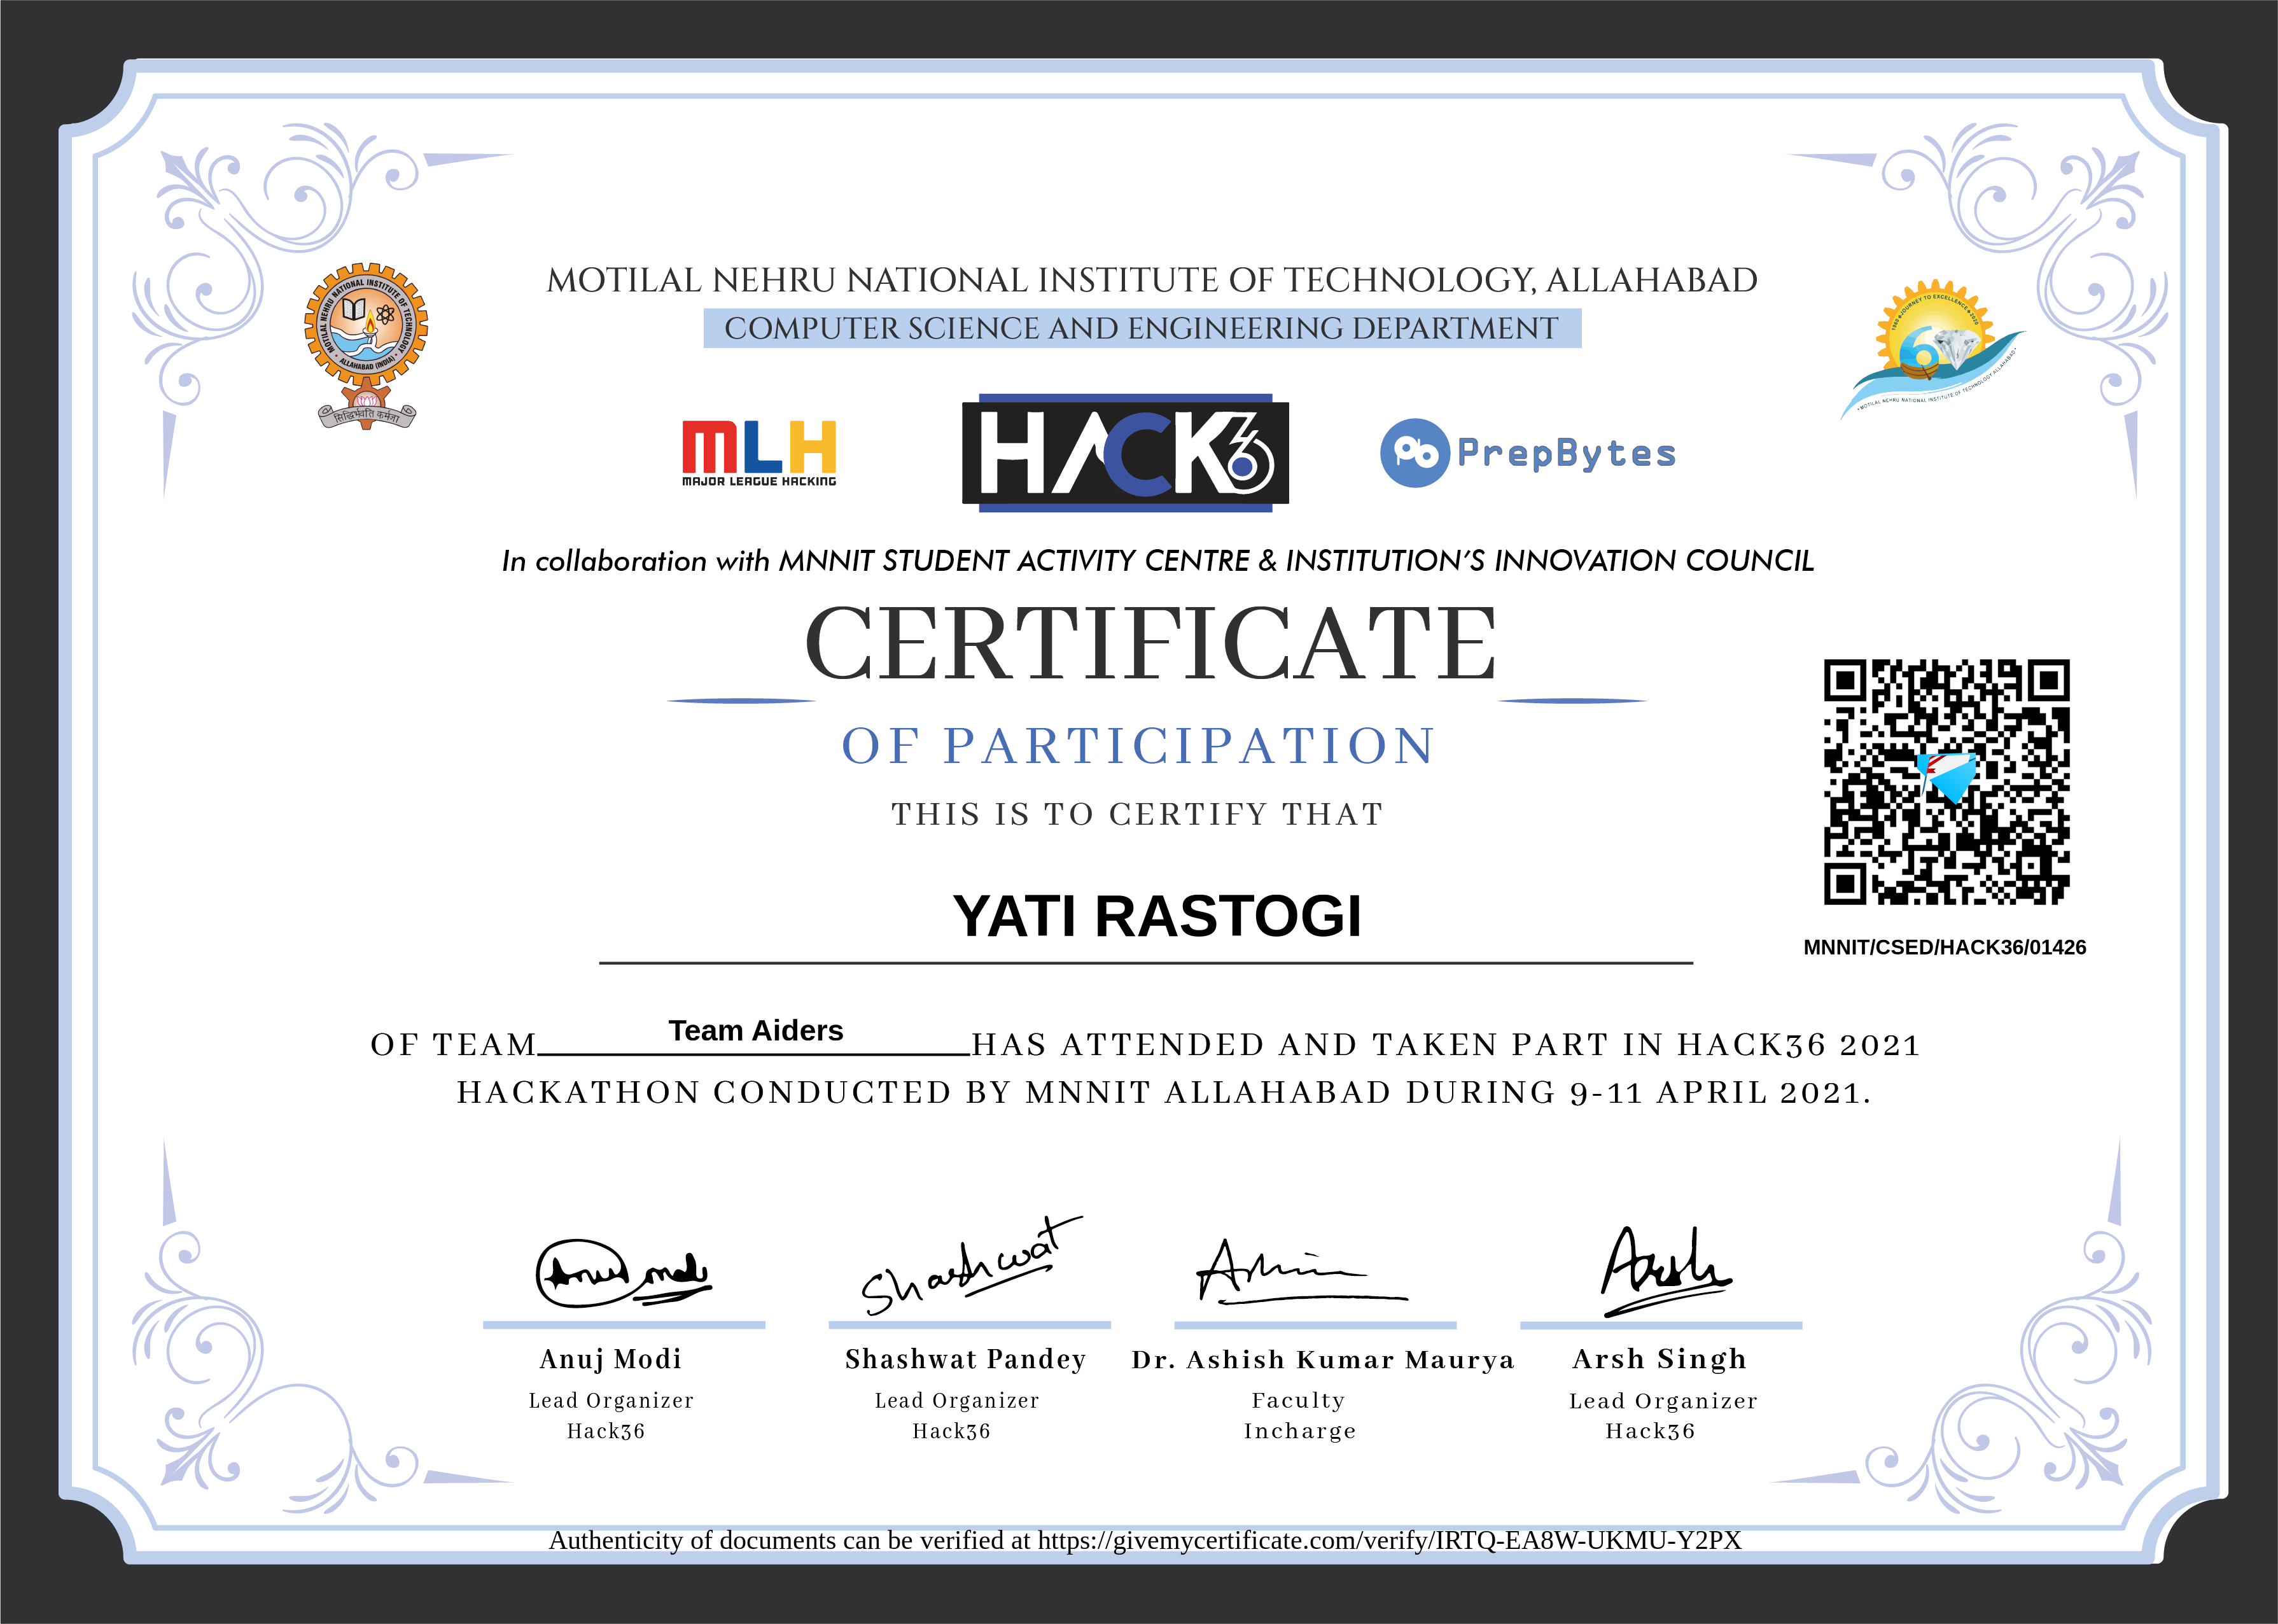 MOTILAL NEHRU NATIONAL INSTITUTE OF TECHNOLOGY, ALLAHABAD
COMPUTER SCIENCE AND ENGINEERING DEPARTMENT
MOTILAL NEHRU NATIONAL INSTITUTE OF TECHNOLOGY
ALLAHABAD (INDIA)
सिद्धिर्भवति कर्मजा
1960 JOURNEY TO EXCELLENCE 2020
60
MOTILAL NEHRU NATIONAL INSTITUTE OF TECHNOLOGY ALLAHABAD
MLH
MAJOR LEAGUE HACKING
HACK36
PrepBytes
In collaboration with MNNIT STUDENT ACTIVITY CENTRE & INSTITUTION'S INNOVATION COUNCIL
CERTIFICATE
OF PARTICIPATION
THIS IS TO CERTIFY THAT
YATI RASTOGI
MNNIT/CSED/HACK36/01426
OF TEAM Team Aiders HAS ATTENDED AND TAKEN PART IN HACK36 2021
HACKATHON CONDUCTED BY MNNIT ALLAHABAD DURING 9-11 APRIL 2021.
Shashwat
Arsh
Anuj Modi
Lead Organizer
Hack36
Shashwat Pandey
Lead Organizer
Hack36
Dr. Ashish Kumar Maurya
Faculty
Incharge
Arsh Singh
Lead Organizer
Hack36
Authenticity of documents can be verified at https://givemycertificate.com/verify/IRTQ-EA8W-UKMU-Y2PX